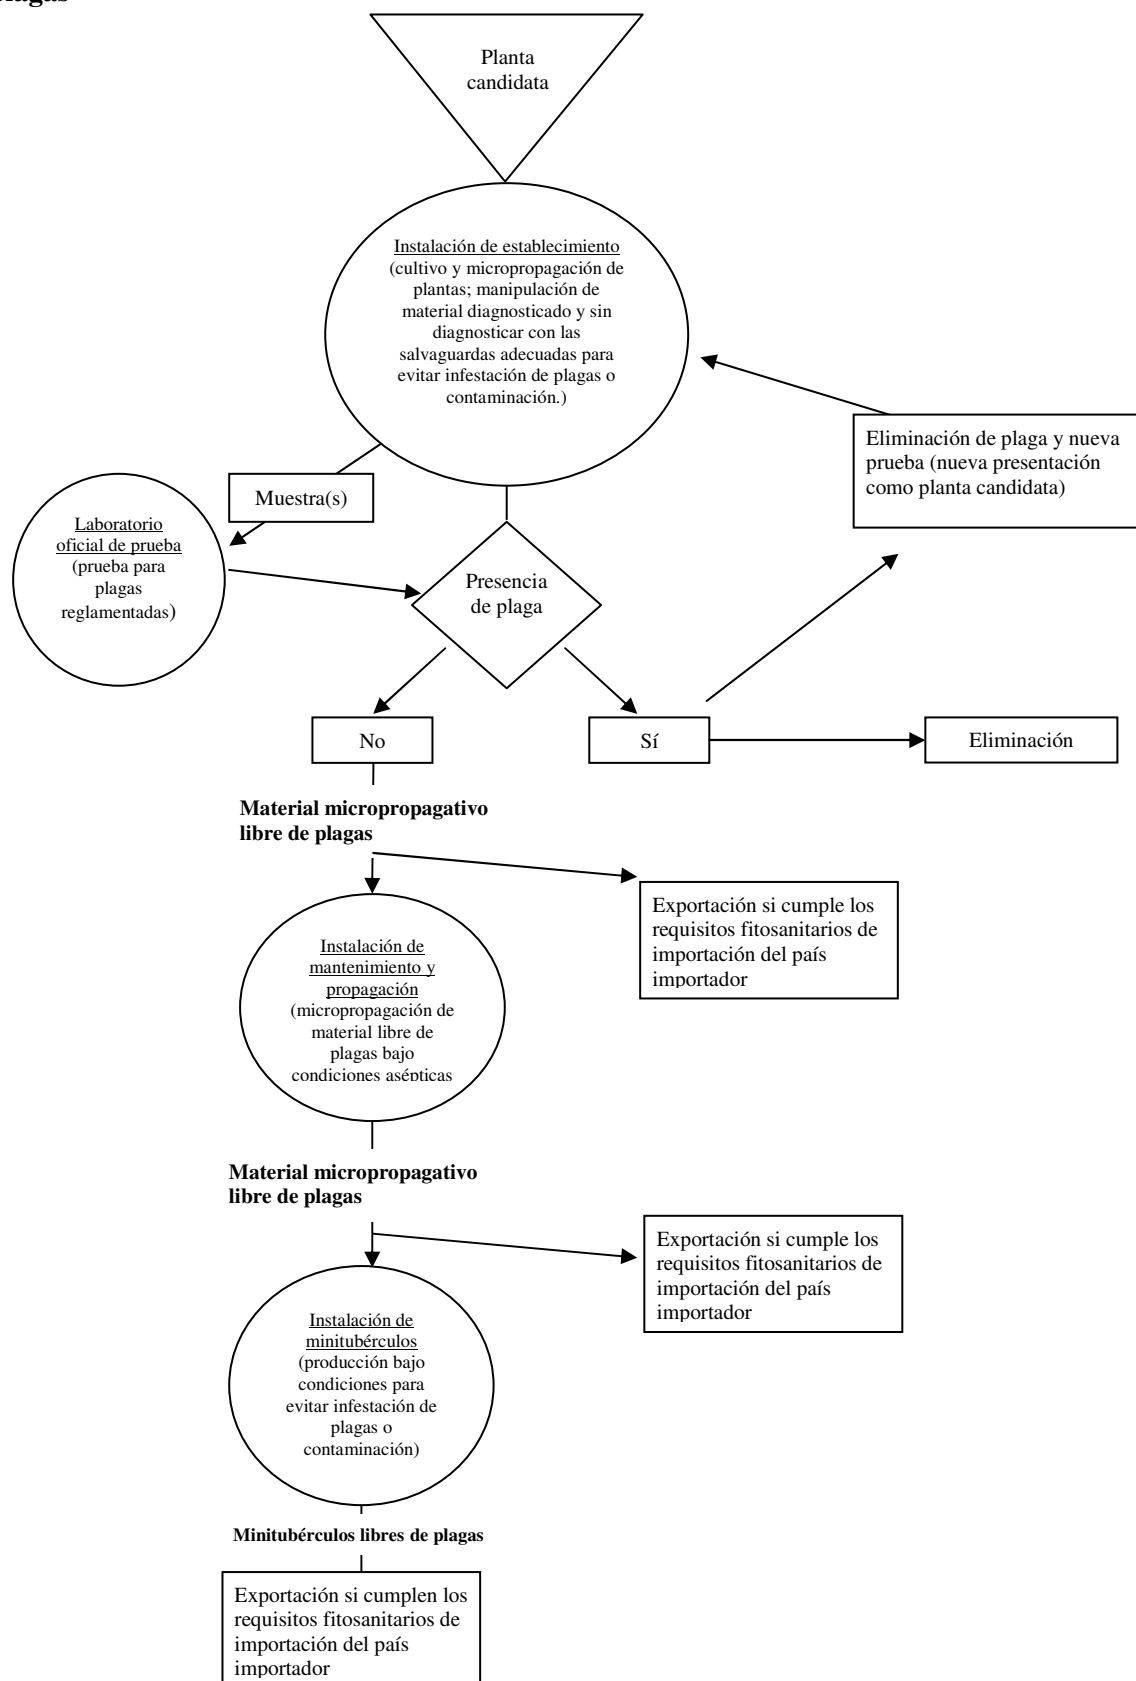 Planta
candidata
Instalación de establecimiento
(cultivo y micropropagación de
plantas; manipulación de
material diagnosticado y sin
diagnosticar con las
salvaguardas adecuadas para
evitar infestación de plagas o
contaminación.)
Eliminación de plaga y nueva
prueba (nueva presentación
como planta candidata)
Muestra(s)
Laboratorio
oficial de prueba
(prueba para
plagas
reglamentadas)
Presencia
de plaga
No
Sí
Eliminación
Material micropropagativo
libre de plagas
Exportación si cumple los
requisitos fitosanitarios de
importación del país
importador
Instalación de
mantenimiento y
propagación
(micropropagación de
material libre de
plagas bajo
condiciones asépticas
Material micropropagativo
libre de plagas
Exportación si cumple los
requisitos fitosanitarios de
importación del país
importador
Instalación de
minitubérculos
(producción bajo
condiciones para
evitar infestación de
plagas o
contaminación)
Minitubérculos libres de plagas
Exportación si cumplen los
requisitos fitosanitarios de
importación del país
importador